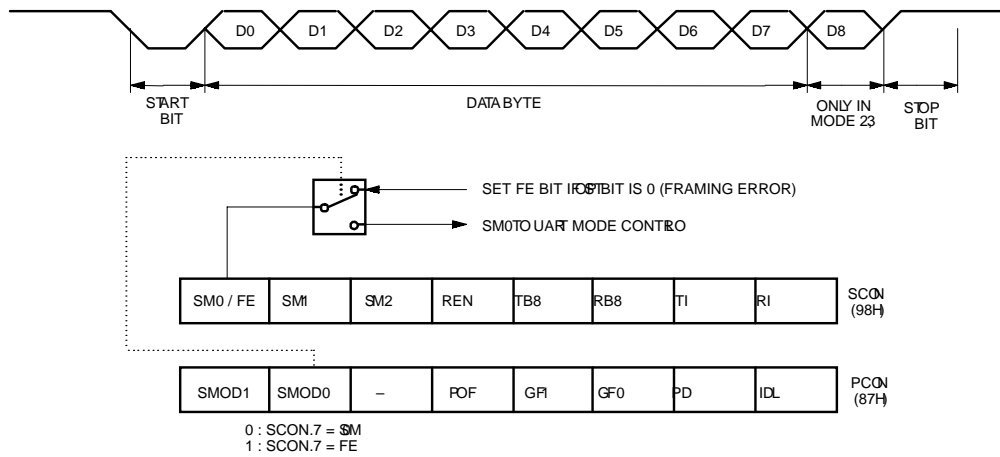 D0 D1 D2 D3 D4 D5 D6 D7 D8
START
BIT
DATA BYTE
ONLY IN
MODE 2,3
STOP
BIT
SET FE BIT IF STOP BIT IS 0 (FRAMING ERROR)
SM0 TO UART MODE CONTROL
SM0 / FE SM1 SM2 REN TB8 RB8 TI RI
SCON
(98H)
SMOD1 SMOD0 – POF GF1 GF0 PD IDL
PCON
(87H)
0 : SCON.7 = SM0
1 : SCON.7 = FE